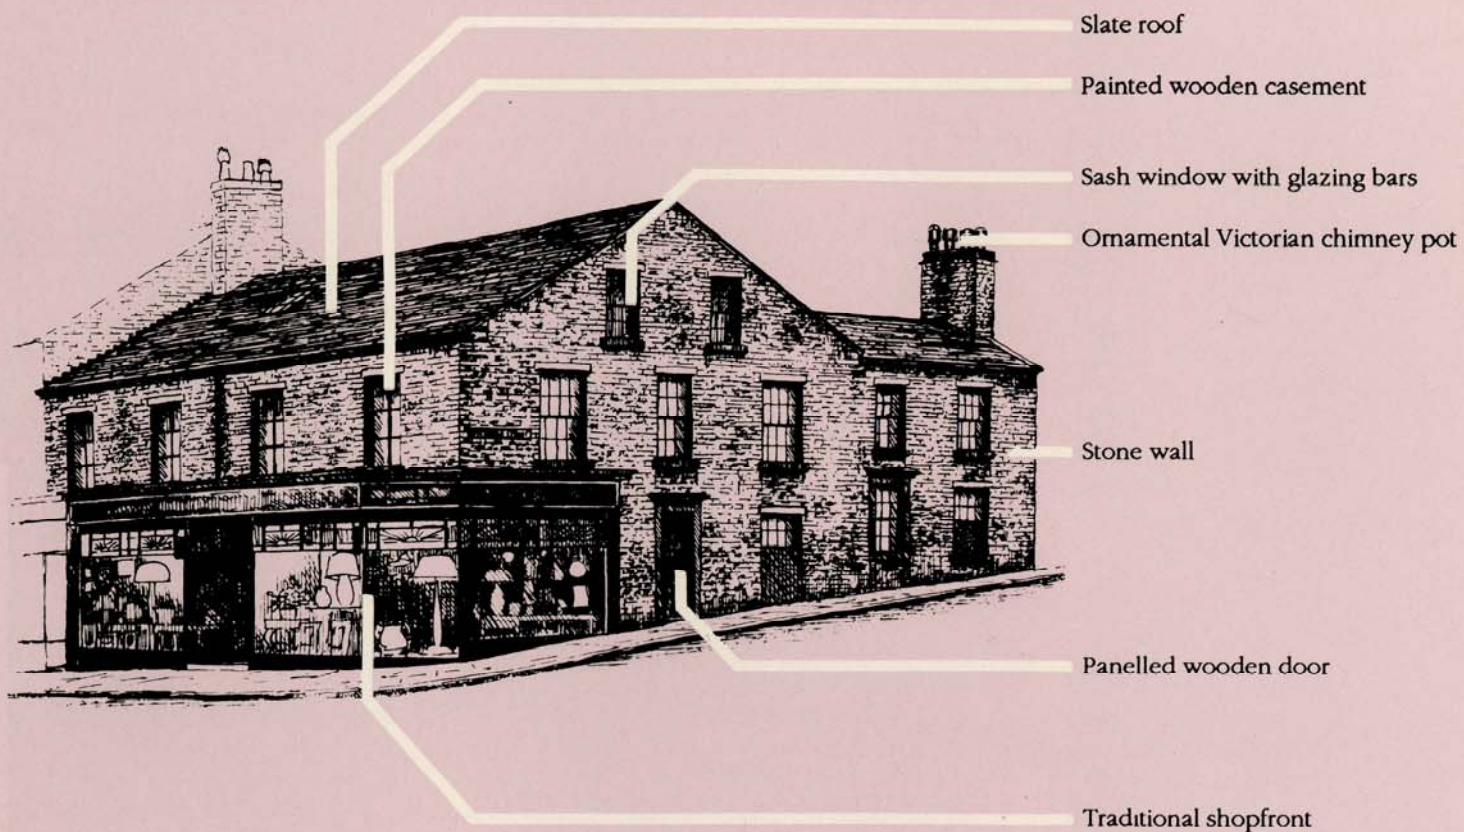 Slate roof
Painted wooden casement
Sash window with glazing bars
Ornamental Victorian chimney pot
Stone wall
Panelled wooden door
Traditional shopfront